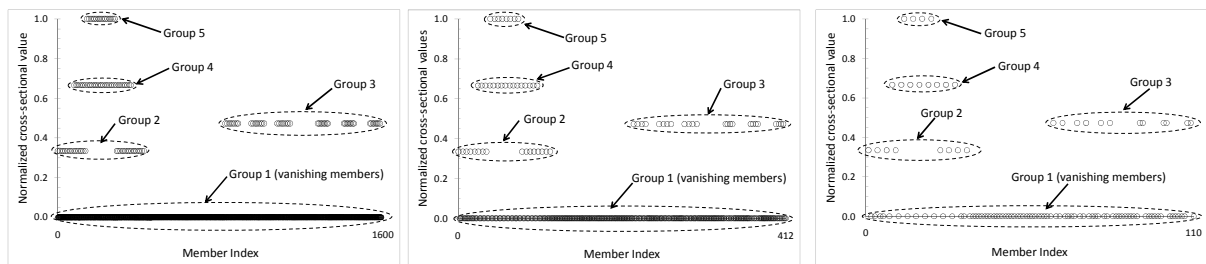 Normalized cross-sectional value
1.0
0.8
0.6
0.4
0.2
0.0
Group 5
Group 4
Group 3
Group 2
Group 1 (vanishing members)
0
1600
Member Index
Normalized cross-sectional values
1.0
0.8
0.6
0.4
0.2
0.0
Group 5
Group 4
Group 3
Group 2
Group 1 (vanishing members)
0
412
Member Index
Normalized cross-sectional value
1.0
0.8
0.6
0.4
0.2
0.0
Group 5
Group 4
Group 3
Group 2
Group 1 (vanishing members)
0
110
Member Index